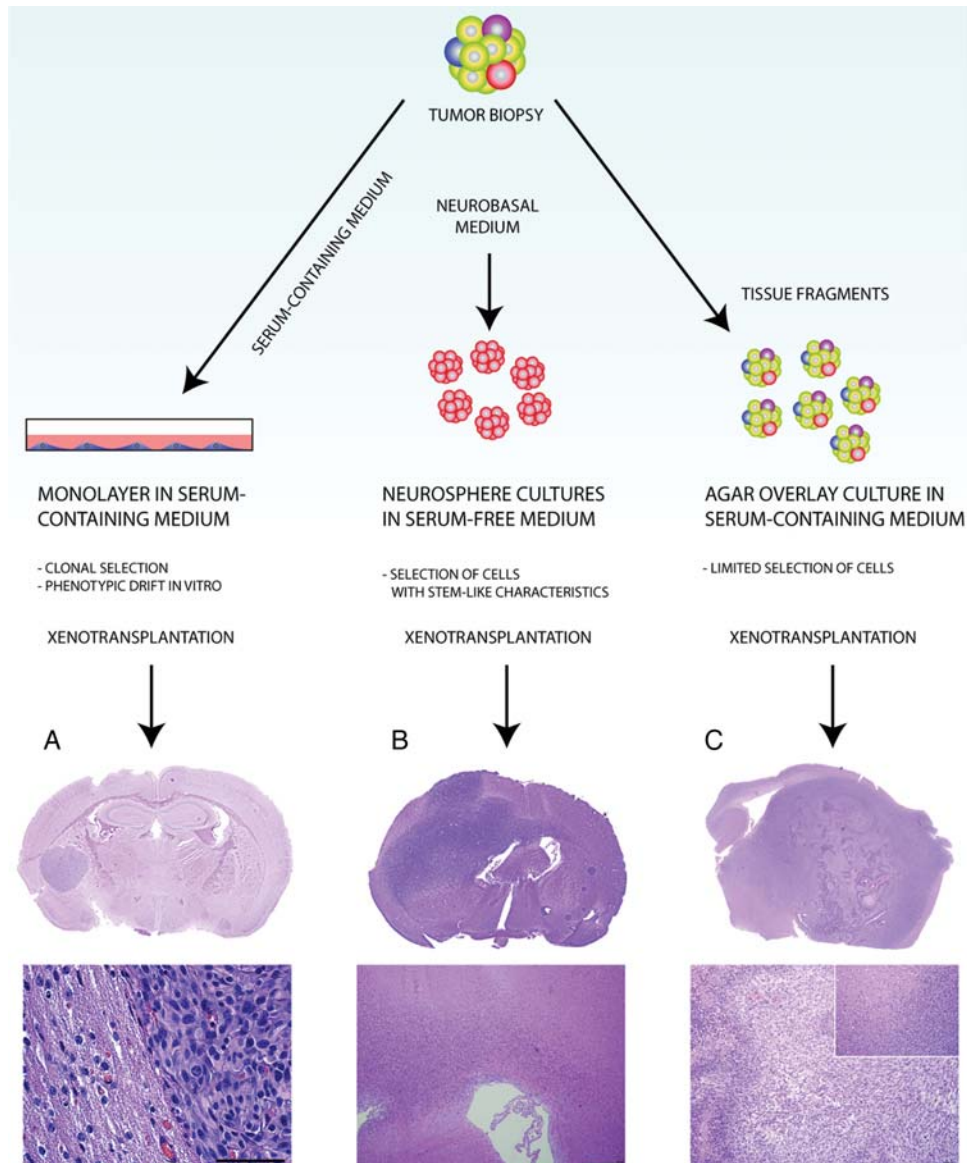 TUMOR BIOPSY
SERUM-CONTAINING MEDIUM
NEUROBASAL
MEDIUM
TISSUE FRAGMENTS
MONOLAYER IN SERUM-
CONTAINING MEDIUM
- CLONAL SELECTION
- PHENOTYPIC DRIFT IN VITRO
XENOTRANSPLANTATION
NEUROSPHERE CULTURES
IN SERUM-FREE MEDIUM
- SELECTION OF CELLS
WITH STEM-LIKE CHARACTERISTICS
XENOTRANSPLANTATION
AGAR OVERLAY CULTURE IN
SERUM-CONTAINING MEDIUM
- LIMITED SELECTION OF CELLS
XENOTRANSPLANTATION
A
B
C